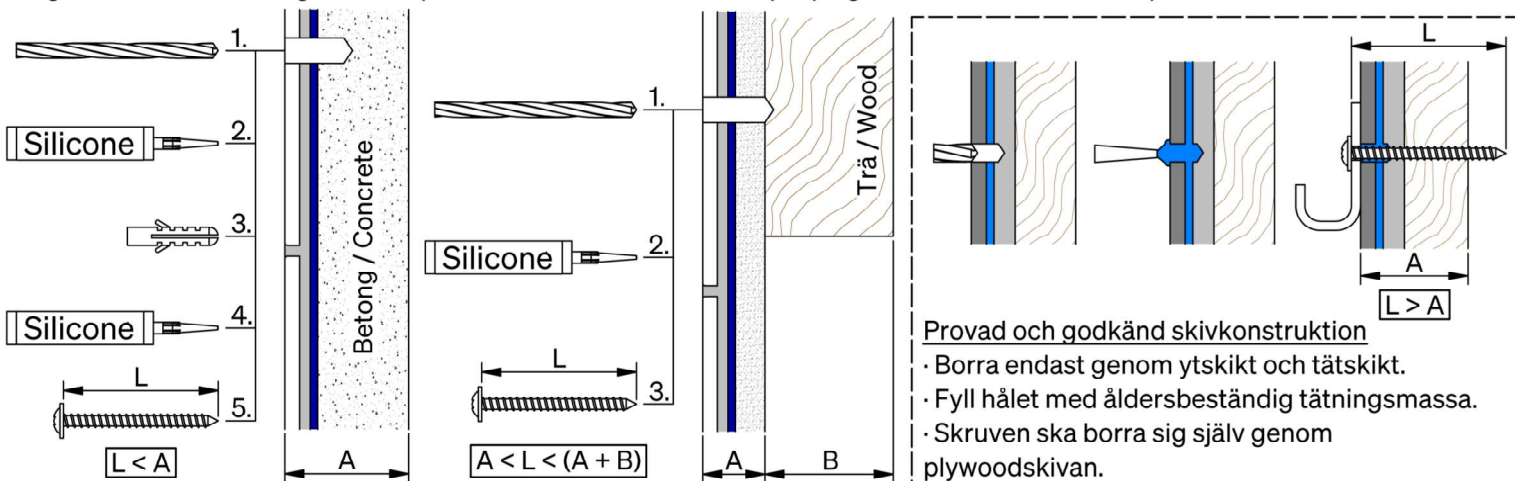 1.
Silicone
2.
3.
Silicone
4.
L
5.
L < A
Betong / Concrete
A
1.
Silicone
2.
L
3.
A < L < (A + B)
Trä / Wood
A
B
L
A
L > A
Provad och godkänd skivkonstruktion
· Borra endast genom ytskikt och tätskikt.
· Fyll hålet med åldersbeständig tätningsmassa.
· Skruven ska borra sig själv genom
plywoodskivan.